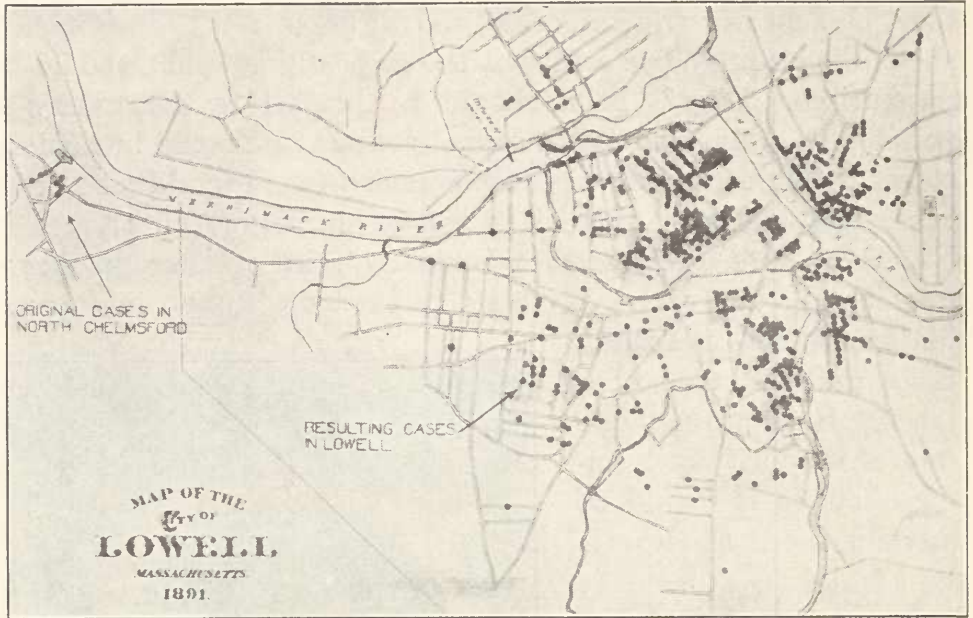 MERRIMACK RIVER
ORIGINAL CASES IN
NORTH CHELMSFORD
RESULTING CASES
IN LOWELL
MAP OF THE
CITY OF
LOWELL
MASSACHUSETTS.
1891.